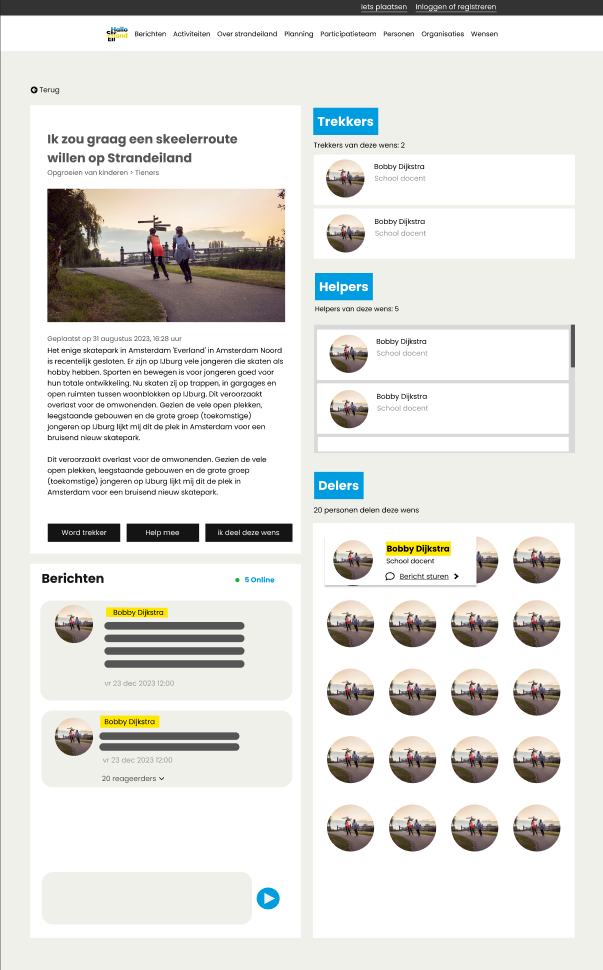 Iets plaatsen Inloggen of registreren
Hallo
Berichten Activiteiten Over strandeiland Planning Participatieteam Personen Organisaties Wensen
Terug
Ik zou graag een skeelerroute
willen op Strandeiland
Opgroeien van kinderen > Tieners
Geplaatst op 31 augustus 2023, 16:28 uur
Het enige skatepark in Amsterdam 'Everland' in Amsterdam Noord
is recentelijk gesloten. Er zijn op IJburg vele jongeren die skaten als
hobby hebben. Sporten en bewegen is voor jongeren goed voor
hun totale ontwikkeling. Nu skaten zij op trappen, in gargages en
open ruimten tussen woonblokken op IJburg. Dit veroorzaakt
overlast voor de omwonenden. Gezien de vele open plekken,
leegstaande gebouwen en de grote groep (toekomstige)
jongeren op IJburg lijkt mij dit de plek in Amsterdam voor een
bruisend nieuw skatepark.
Dit veroorzaakt overlast voor de omwonenden. Gezien de vele
open plekken, leegstaande gebouwen en de grote groep
(toekomstige) jongeren op IJburg lijkt mij dit de plek in
Amsterdam voor een bruisend nieuw skatepark.
Word trekker Help mee ik deel deze wens
Berichten 5 Online
Bobby Dijkstra
vr 23 dec 2023 12:00
Bobby Dijkstra
vr 23 dec 2023 12:00
20 reageerders
Trekkers
Trekkers van deze wens: 2
Bobby Dijkstra
School docent
Bobby Dijkstra
School docent
Helpers
Helpers van deze wens: 5
Bobby Dijkstra
School docent
Bobby Dijkstra
School docent
Delers
20 personen delen deze wens
Bobby Dijkstra
School docent
Bericht sturen